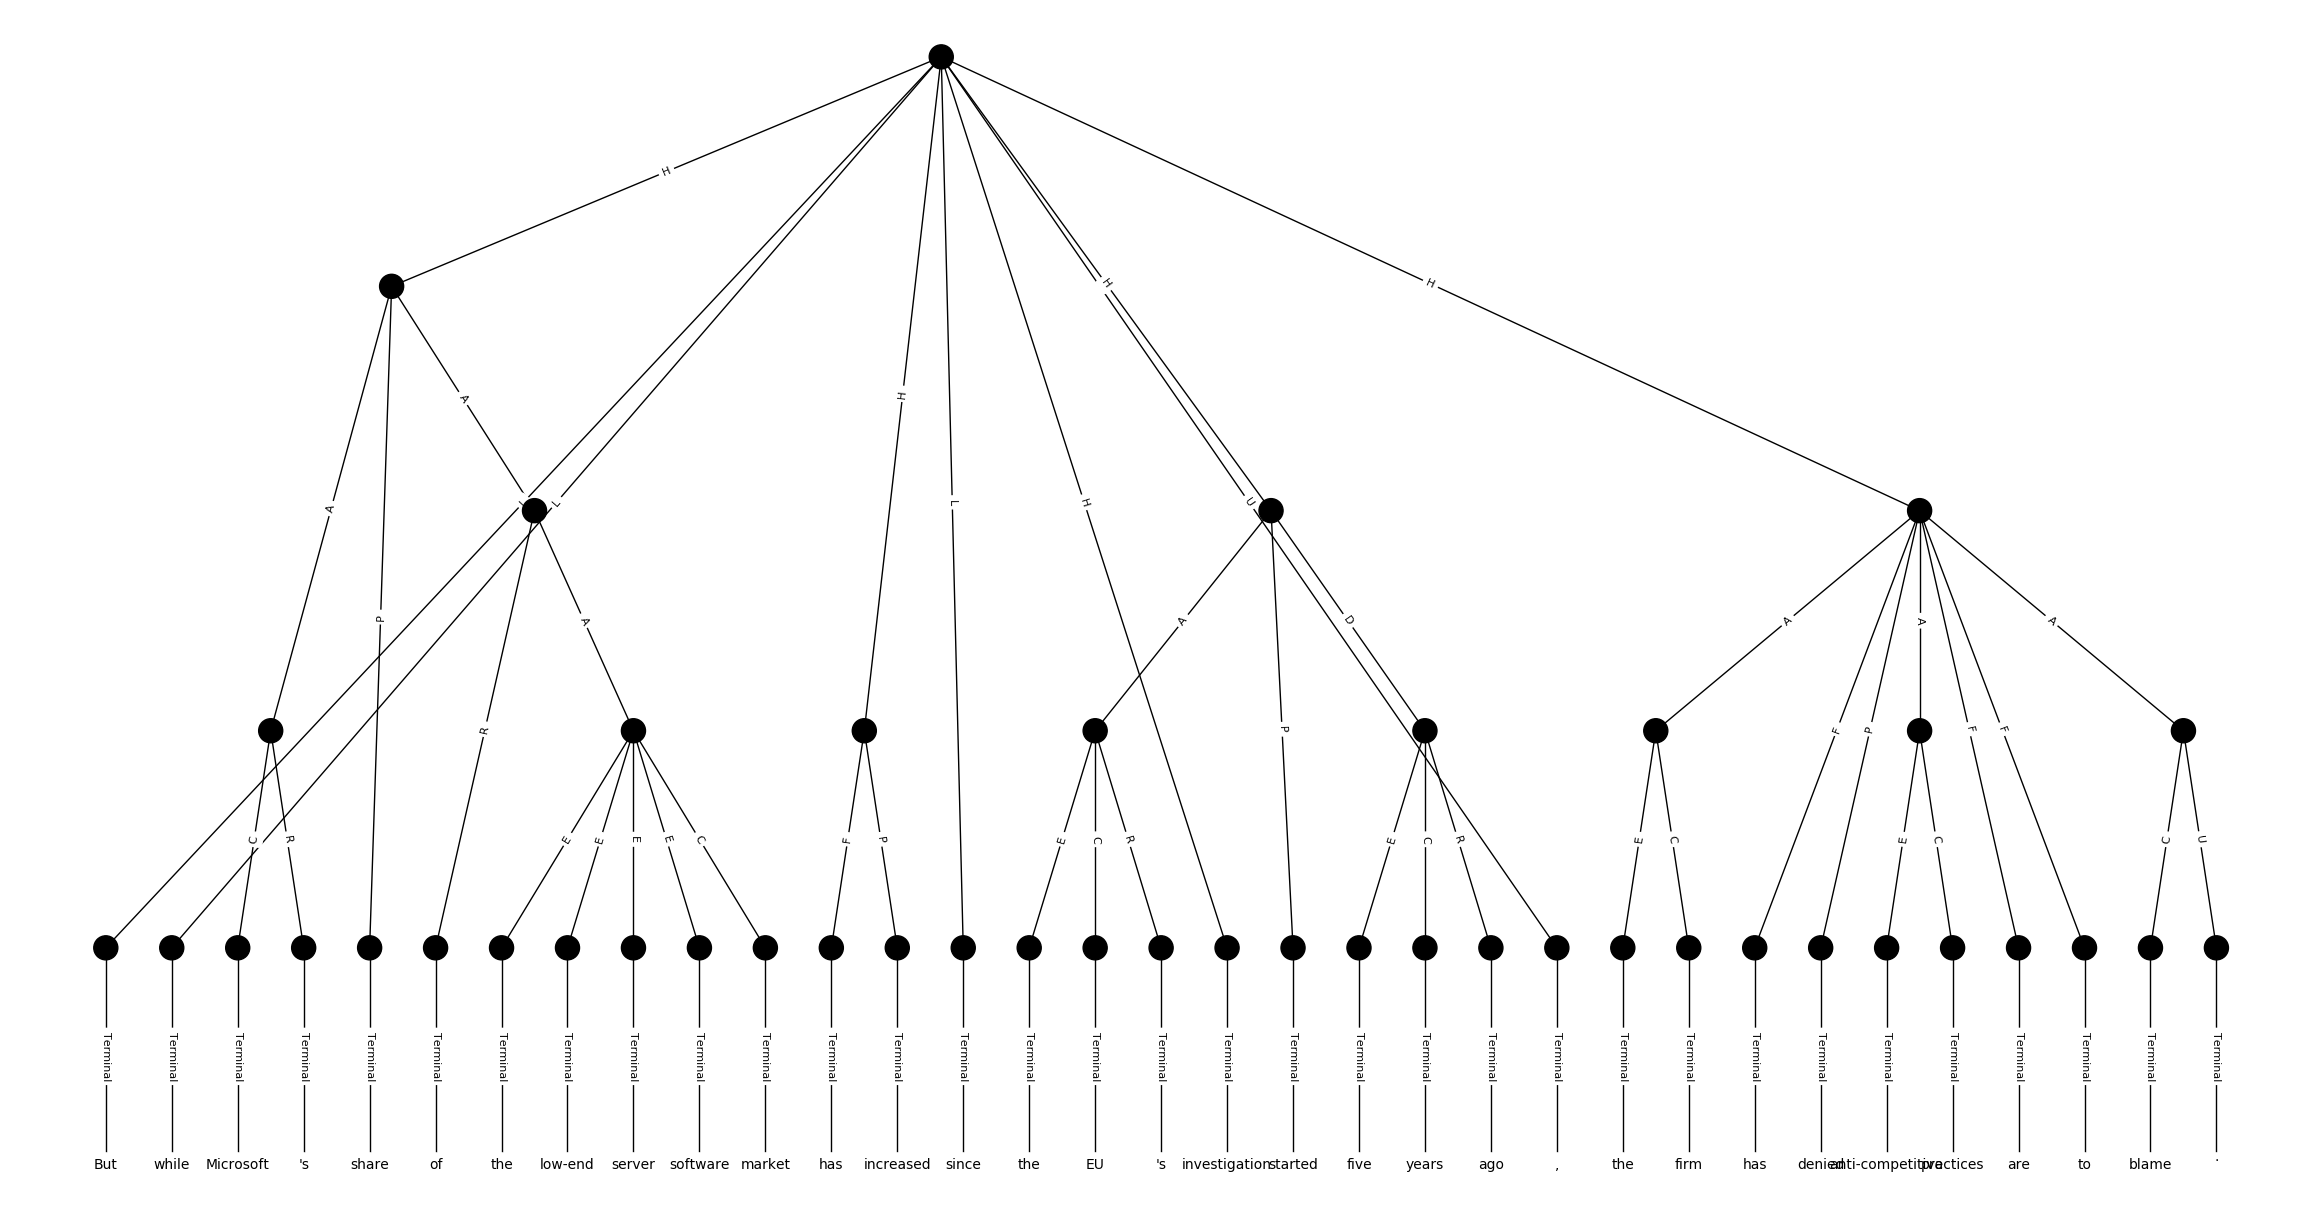 H
H
H
H
A
H
A
L
L
L
H
U
P
A
A
D
A
A
A
R
P
F
P
F
F
C
R
E
E
E
E
C
F
P
E
C
R
E
C
R
E
C
E
C
C
U
Terminal Terminal Terminal Terminal Terminal Terminal Terminal Terminal Terminal Terminal Terminal Terminal Terminal Terminal Terminal Terminal Terminal Terminal Terminal Terminal Terminal Terminal Terminal Terminal Terminal Terminal Terminal Terminal Terminal Terminal Terminal Terminal Terminal
But while Microsoft 's share of the low-end server software market has increased since the EU 's investigation started five years ago , the firm has denied anti-competitive practices are to blame .